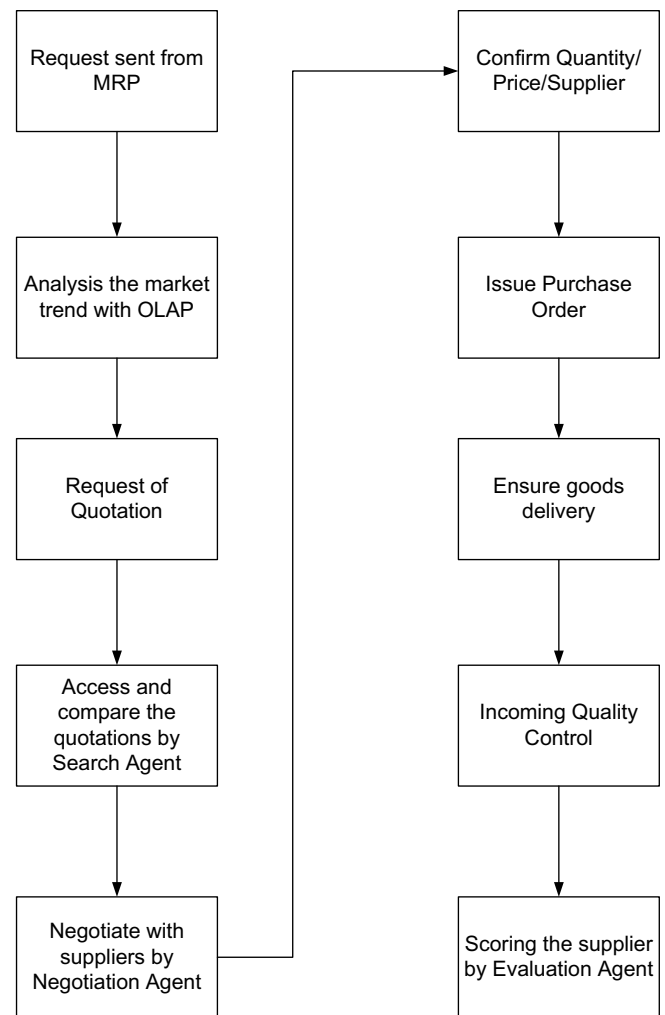 Request sent from
MRP
Analysis the market
trend with OLAP
Request of
Quotation
Access and
compare the
quotations by
Search Agent
Negotiate with
suppliers by
Negotiation Agent
Confirm Quantity/
Price/Supplier
Issue Purchase
Order
Ensure goods
delivery
Incoming Quality
Control
Scoring the supplier
by Evaluation Agent